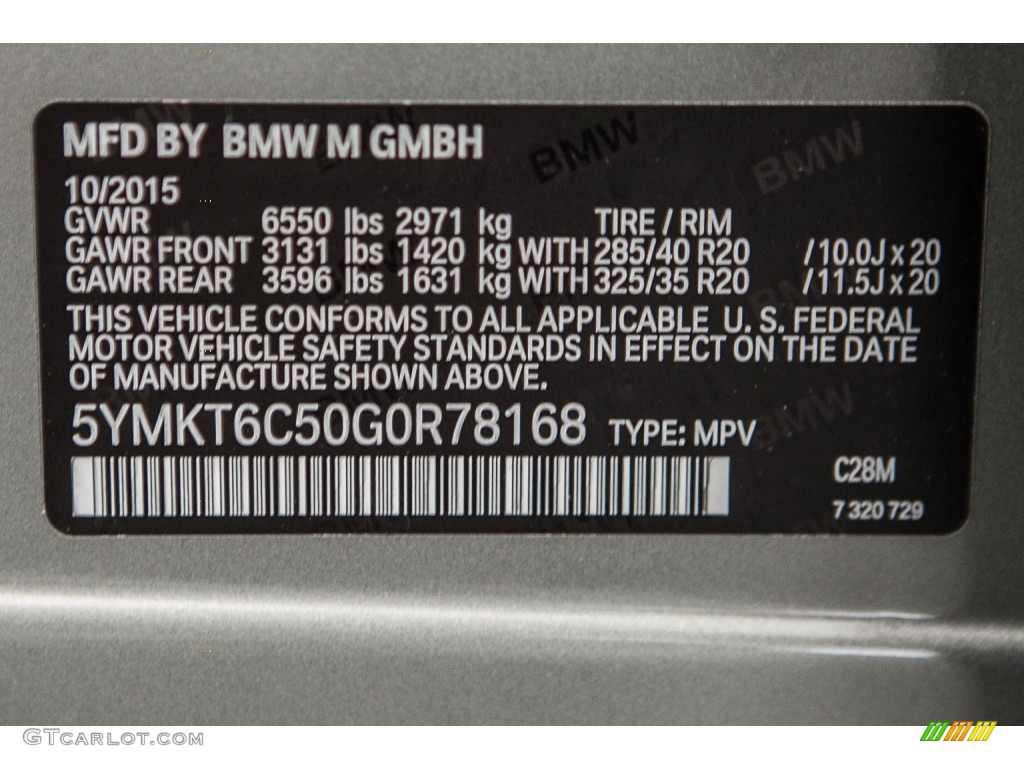 MFD BY BMW M GMBH
10/2015
GVWR 6550 lbs 2971 kg TIRE / RIM
GAWR FRONT 3131 lbs 1420 kg WITH 285/40 R20 /10.0J x 20
GAWR REAR 3596 lbs 1631 kg WITH 325/35 R20 /11.5J x 20
THIS VEHICLE CONFORMS TO ALL APPLICABLE U. S. FEDERAL
MOTOR VEHICLE SAFETY STANDARDS IN EFFECT ON THE DATE
OF MANUFACTURE SHOWN ABOVE.
5YMKT6C50G0R78168 TYPE: MPV
C28M
7 320 729
BMW
BMW
BMW
GTCARLOT.COM